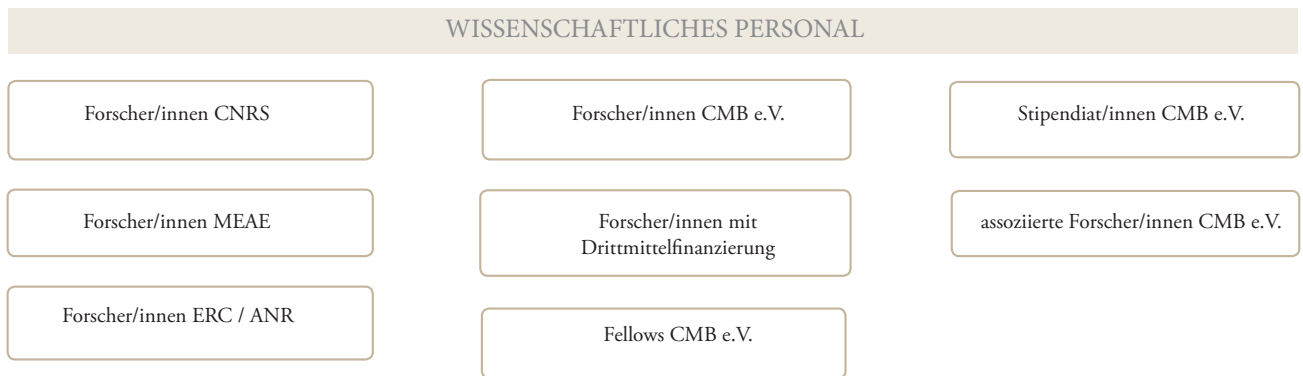 WISSENSCHAFTLICHES PERSONAL
Forscher/innen CNRS
Forscher/innen MEAE
Forscher/innen ERC / ANR
Forscher/innen CMB e.V.
Forscher/innen mit
Drittmittelfinanzierung
Fellows CMB e.V.
Stipendiat/innen CMB e.V.
assoziierte Forscher/innen CMB e.V.